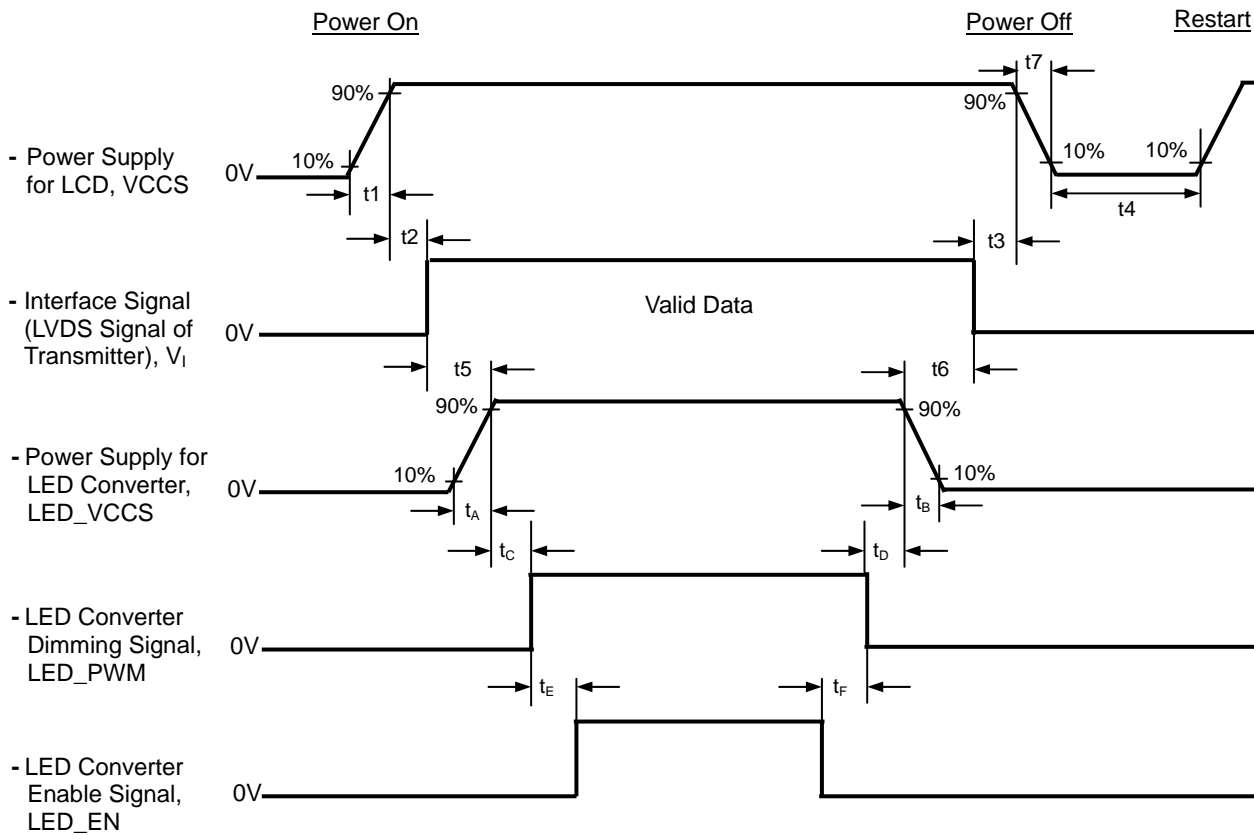 Power On
Power Off
Restart
t7
90%
90%
10%
10%
10%
- Power Supply
for LCD, VCCS
0V
t1
t4
t2
t3
- Interface Signal
(LVDS Signal of
Transmitter), VI
0V
Valid Data
t5
t6
90%
90%
- Power Supply for
LED Converter,
LED_VCCS
0V
10%
10%
tA
tB
tC
tD
- LED Converter
Dimming Signal,
LED_PWM
0V
tE
tF
- LED Converter
Enable Signal,
LED_EN
0V